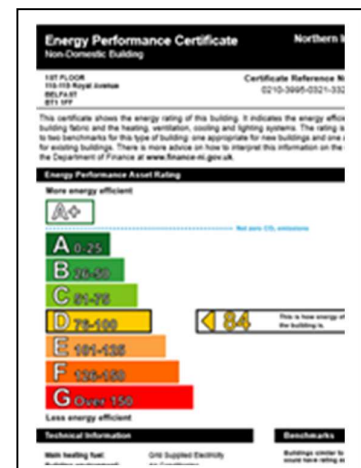 Energy Performance Certificate Northern I
Non-Domestic Building
1ST FLOOR
Royal Avenue
BELFAST
BT1 1FF
Certificate Reference N
This certificate shows the energy rating of this building. It indicates the energy effic
building fabric and the heating, ventilation, cooling and lighting systems. The rating is
to two benchmarks for this type of building: one appropriate for new buildings and one
for existing buildings. There is more advice on how to interpret this information on the
the Department of Finance at www.finance-ni.gov.uk.
Energy Performance Asset Rating
More energy efficient
A+
Net zero CO₂ emissions
A 0-25
B 26-50
C 51-75
D 76-100
84 This is how energy ef
the building is.
E 101-125
F 126-150
G Over 150
Less energy efficient
Technical Information
Benchmarks
Main heating fuel: Grid Supplied Electricity
Buildings similar to
Building environment: Air Conditioning
could have rating